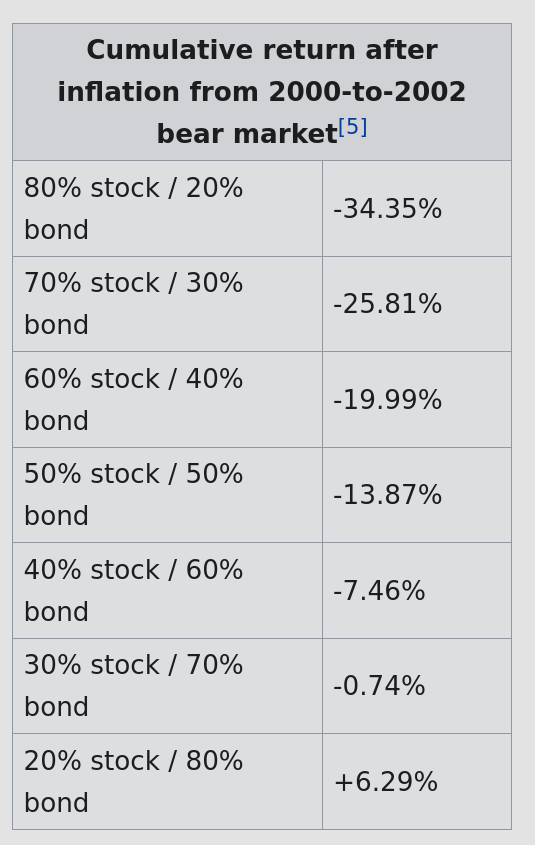 Cumulative return after
inflation from 2000-to-2002
bear market[5]
80% stock / 20%
bond
-34.35%
70% stock / 30%
bond
-25.81%
60% stock / 40%
bond
-19.99%
50% stock / 50%
bond
-13.87%
40% stock / 60%
bond
-7.46%
30% stock / 70%
bond
-0.74%
20% stock / 80%
bond
+6.29%